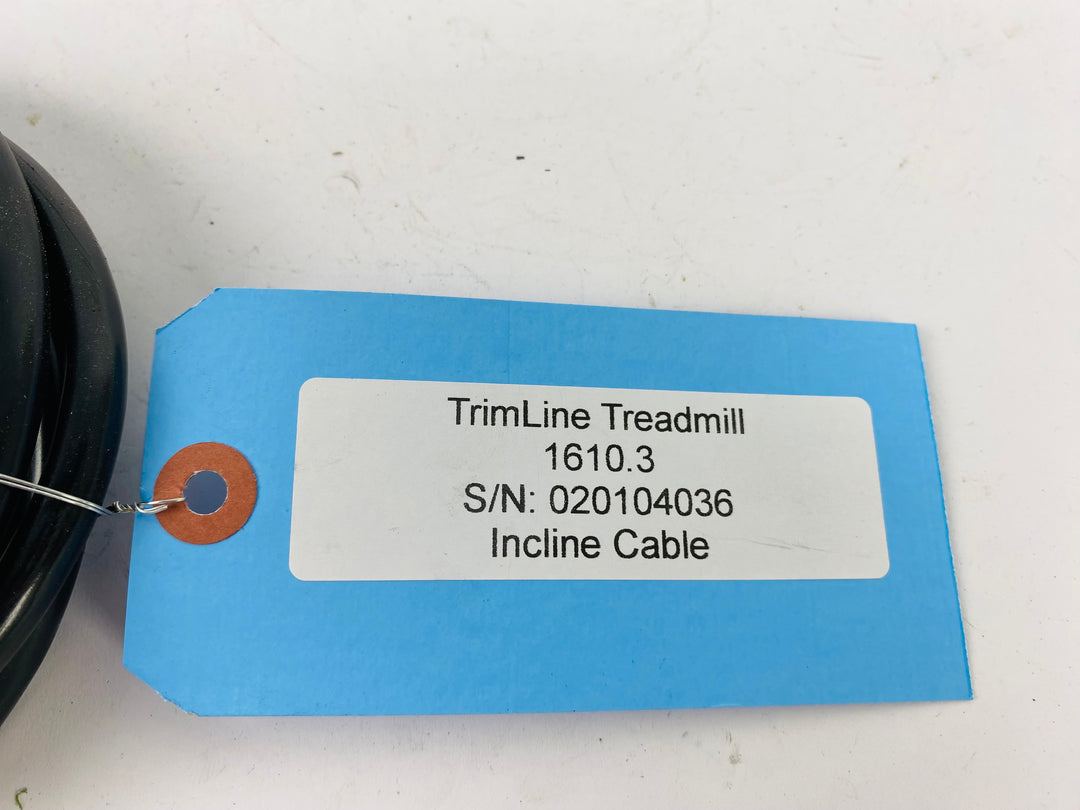 TrimLine Treadmill
1610.3
S/N: 020104036
Incline Cable